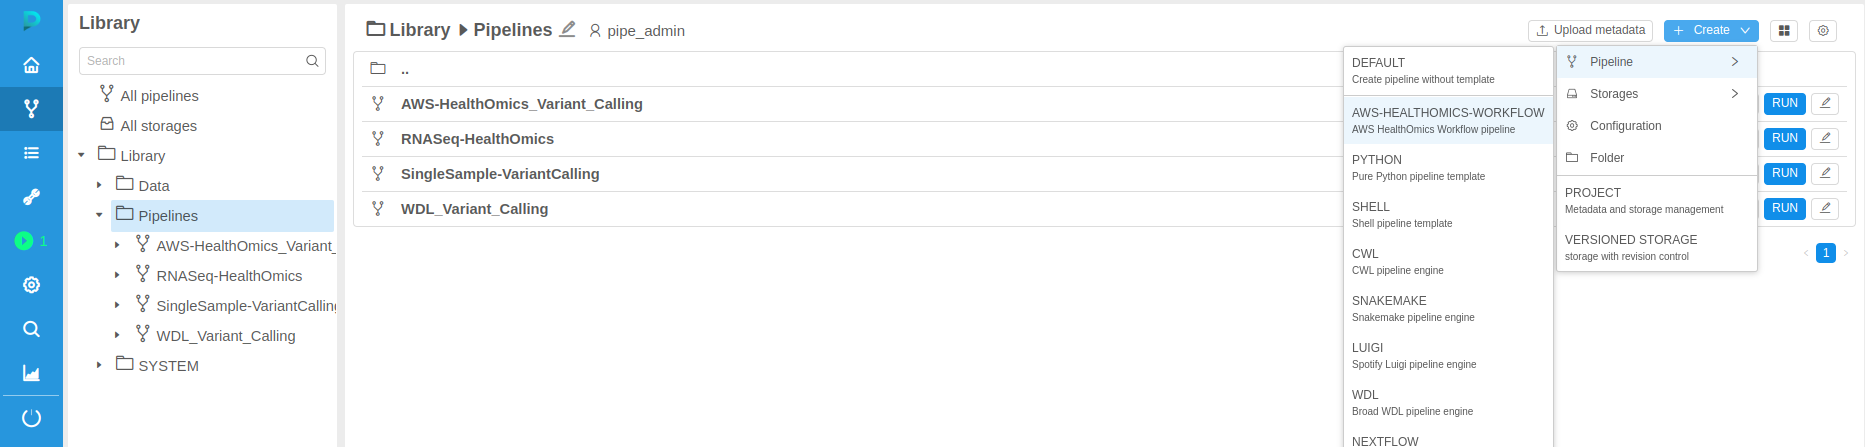 Library
Search
All pipelines
All storages
Library
Data
Pipelines
AWS-HealthOmics_Variant_
RNASeq-HealthOmics
SingleSample-VariantCalling
WDL_Variant_Calling
SYSTEM
1
Library Pipelines pipe_admin
Upload metadata
+ Create
..
AWS-HealthOmics_Variant_Calling
RNASeq-HealthOmics
SingleSample-VariantCalling
WDL_Variant_Calling
DEFAULT
Create pipeline without template
AWS-HEALTHOMICS-WORKFLOW
AWS HealthOmics Workflow pipeline
PYTHON
Pure Python pipeline template
SHELL
Shell pipeline template
CWL
CWL pipeline engine
SNAKEMAKE
Snakemake pipeline engine
LUIGI
Spotify Luigi pipeline engine
WDL
Broad WDL pipeline engine
NEXTFLOW
Pipeline
Storages
Configuration
Folder
PROJECT
Metadata and storage management
VERSIONED STORAGE
storage with revision control
RUN
RUN
RUN
RUN
1